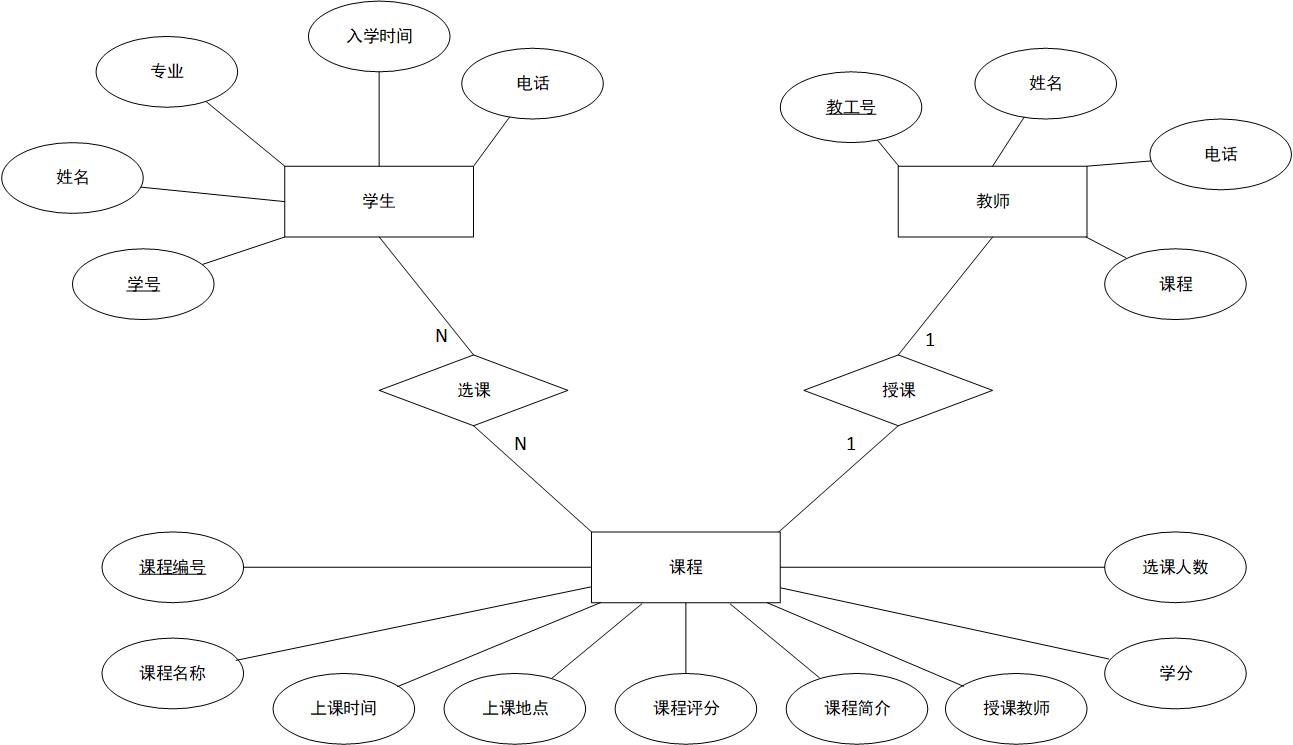 入学时间
专业
电话
姓名
教工号
姓名
电话
学生
教师
学号
课程
N
1
选课
授课
N
1
课程编号
课程
选课人数
课程名称
学分
上课时间
上课地点
课程评分
课程简介
授课教师